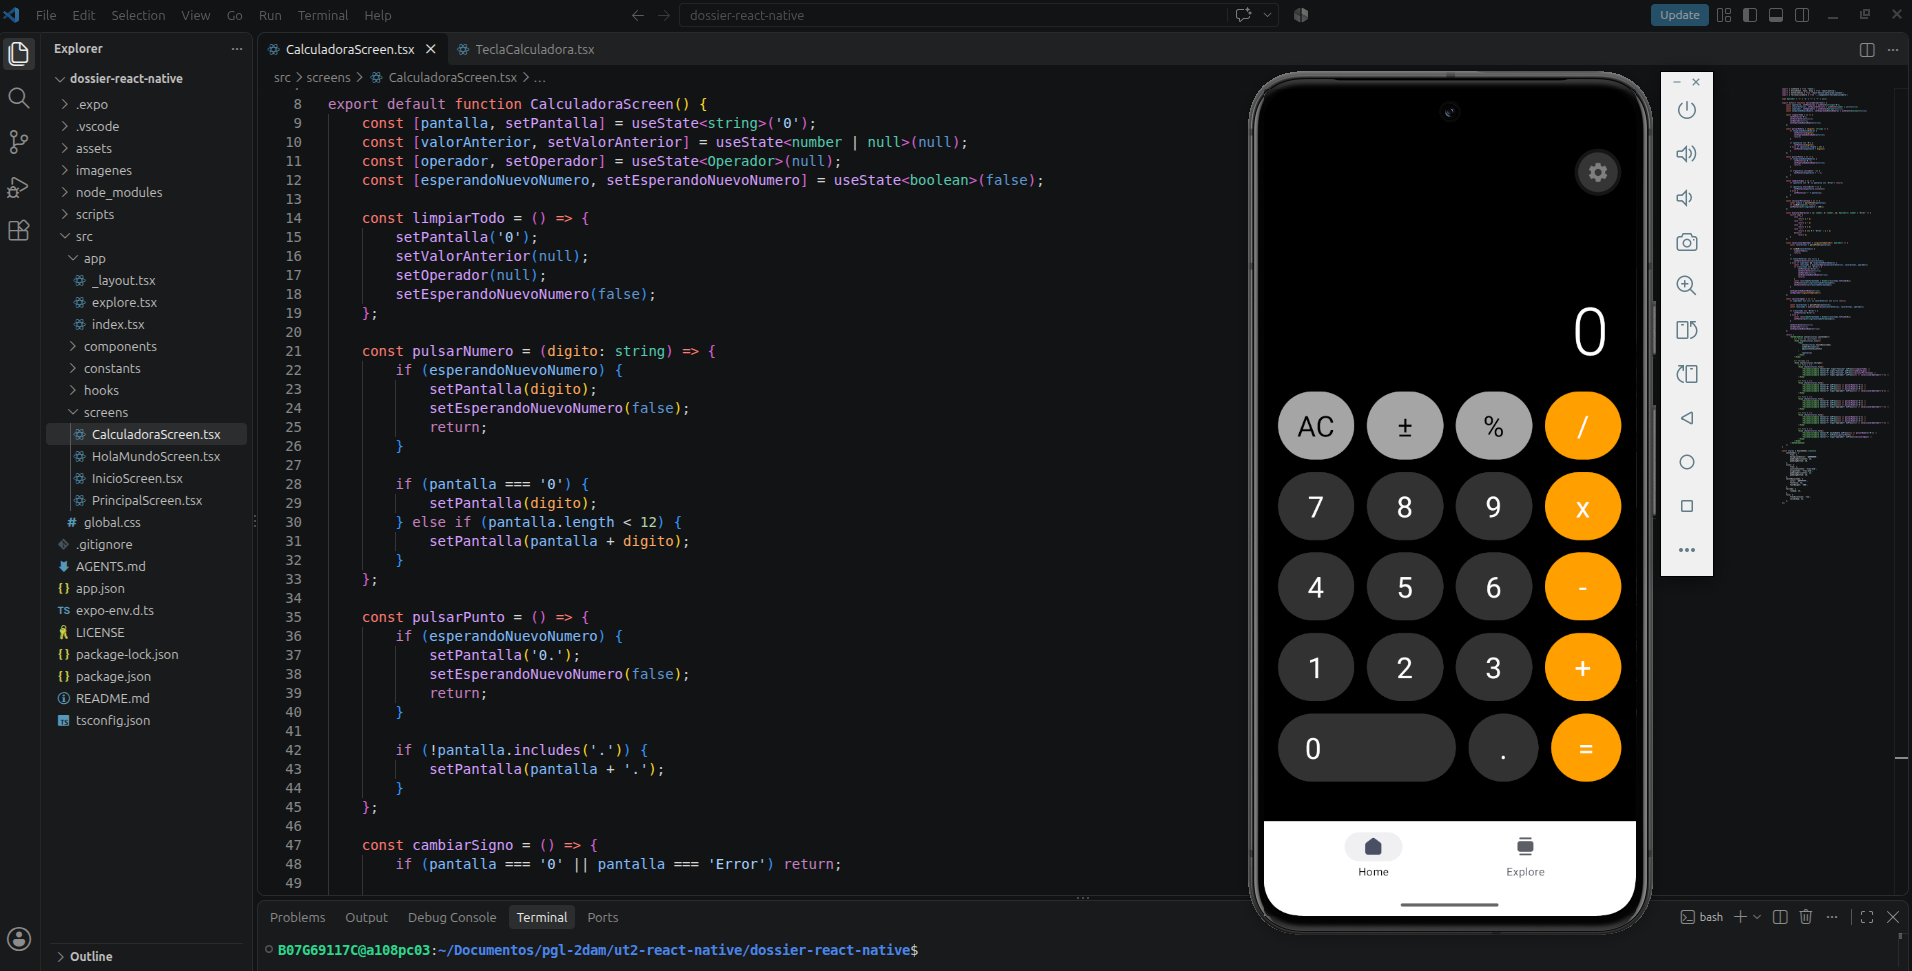 File Edit Selection View Go Run Terminal Help
dossier-react-native
Update
Explorer
dossier-react-native
.expo
.vscode
assets
imagenes
node_modules
scripts
src
app
_layout.tsx
explore.tsx
index.tsx
components
constants
hooks
screens
CalculadoraScreen.tsx
HolaMundoScreen.tsx
InicioScreen.tsx
PrincipalScreen.tsx
global.css
.gitignore
AGENTS.md
app.json
expo-env.d.ts
LICENSE
package-lock.json
package.json
README.md
tsconfig.json
Outline
CalculadoraScreen.tsx
TeclaCalculadora.tsx
src > screens > CalculadoraScreen.tsx > ...
8 export default function CalculadoraScreen() {
9 const [pantalla, setPantalla] = useState<string>('0');
10 const [valorAnterior, setValorAnterior] = useState<number | null>(null);
11 const [operador, setOperador] = useState<Operador>(null);
12 const [esperandoNuevoNumero, setEsperandoNuevoNumero] = useState<boolean>(false);
13
14 const limpiarTodo = () => {
15 setPantalla('0');
16 setValorAnterior(null);
17 setOperador(null);
18 setEsperandoNuevoNumero(false);
19 };
20
21 const pulsarNumero = (digito: string) => {
22 if (esperandoNuevoNumero) {
23 setPantalla(digito);
24 setEsperandoNuevoNumero(false);
25 return;
26 }
27
28 if (pantalla === '0') {
29 setPantalla(digito);
30 } else if (pantalla.length < 12) {
31 setPantalla(pantalla + digito);
32 }
33 };
34
35 const pulsarPunto = () => {
36 if (esperandoNuevoNumero) {
37 setPantalla('0.');
38 setEsperandoNuevoNumero(false);
39 return;
40 }
41
42 if (!pantalla.includes('.')) {
43 setPantalla(pantalla + '.');
44 }
45 };
46
47 const cambiarSigno = () => {
48 if (pantalla === '0' || pantalla === 'Error') return;
49
0
AC ± % /
7 8 9 x
4 5 6 -
1 2 3 +
0 . =
Home Explore
Problems Output Debug Console Terminal Ports
bash
B07G69117C@a108pc03:~/Documentos/pgl-2dam/ut2-react-native/dossier-react-native$